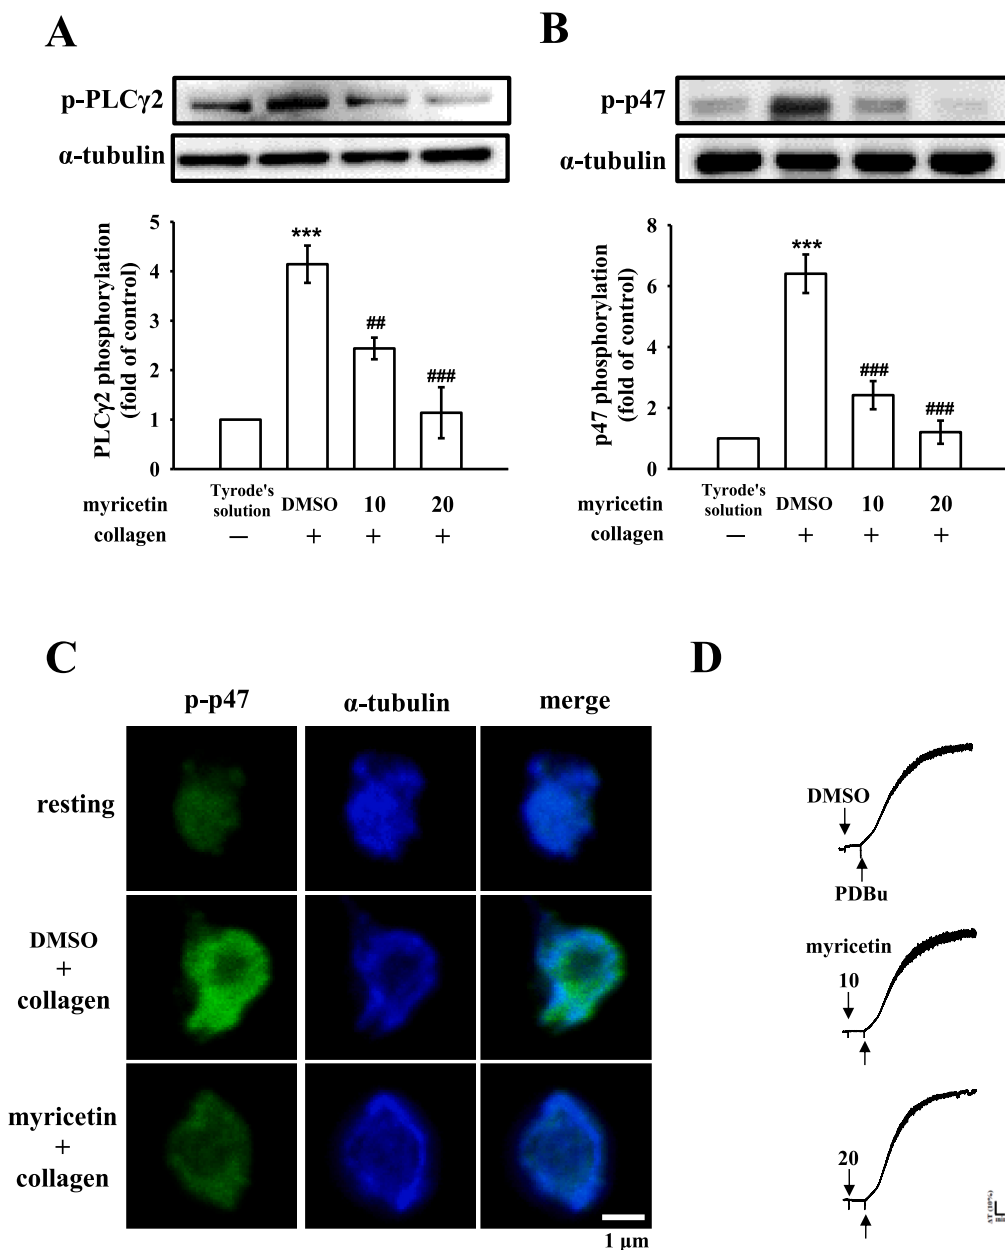 A
p-PLCγ2
α-tubulin
PLCγ2 phosphorylation
(fold of control)
5
4
3
2
1
0
***
##
###
myricetin Tyrode's solution DMSO 10 20
collagen — + + +
B
p-p47
α-tubulin
p47 phosphorylation
(fold of control)
8
6
4
2
0
***
###
###
myricetin Tyrode's solution DMSO 10 20
collagen — + + +
C
p-p47 α-tubulin merge
resting
DMSO
+
collagen
myricetin
+
collagen
1 μm
D
DMSO
PDBu
myricetin
10
20
ΔT (10%)